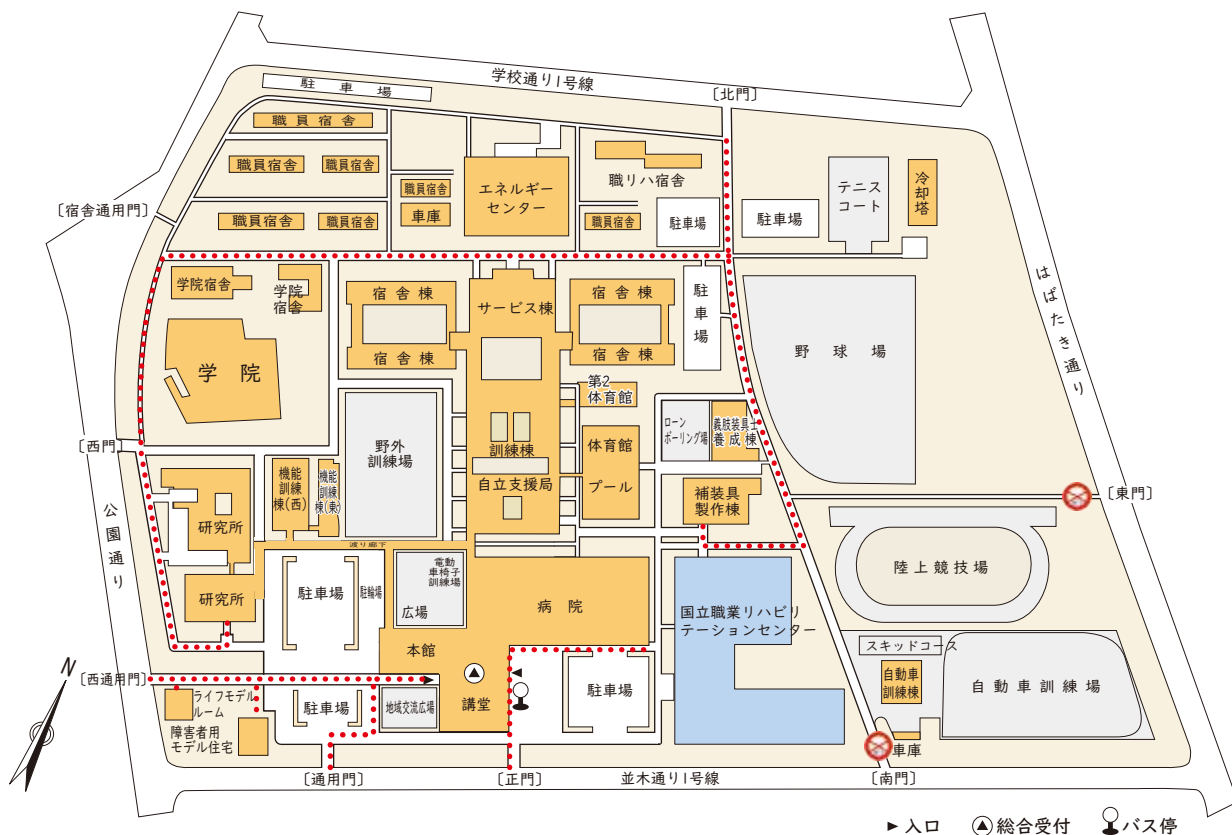 学校通り1号線
〔北門〕
駐車場
職員宿舎
職員宿舎
職員宿舎
職員宿舎
職員宿舎
職員宿舎
車庫
エネルギー
センター
職リハ宿舎
職員宿舎
駐車場
駐車場
テニス
コート
冷却塔
〔宿舎通用門〕
はばたき通り
学院宿舎
学院
宿舎
宿舎棟
宿舎棟
サービス棟
宿舎棟
宿舎棟
駐車場
野球場
学院
第2
体育館
〔西門〕
野外
訓練場
訓練棟
自立支援局
体育館
プール
ローン
ボーリング場
義肢装具士
養成棟
機能
訓練
棟(西)
機能
訓練
棟(東)
補装具
製作棟
〔東門〕
公園通り
研究所
渡り廊下
研究所
駐車場
駐輪場
電動
車椅子
訓練場
広場
病院
国立職業リハビリ
テーションセンター
陸上競技場
スキッドコース
自動車
訓練棟
自動車訓練場
本館
N
〔西通用門〕
ライフモデル
ルーム
障害者用
モデル住宅
駐車場
地域交流広場
講堂
駐車場
車庫
〔通用門〕
〔正門〕
並木通り1号線
〔南門〕
入口
総合受付
バス停